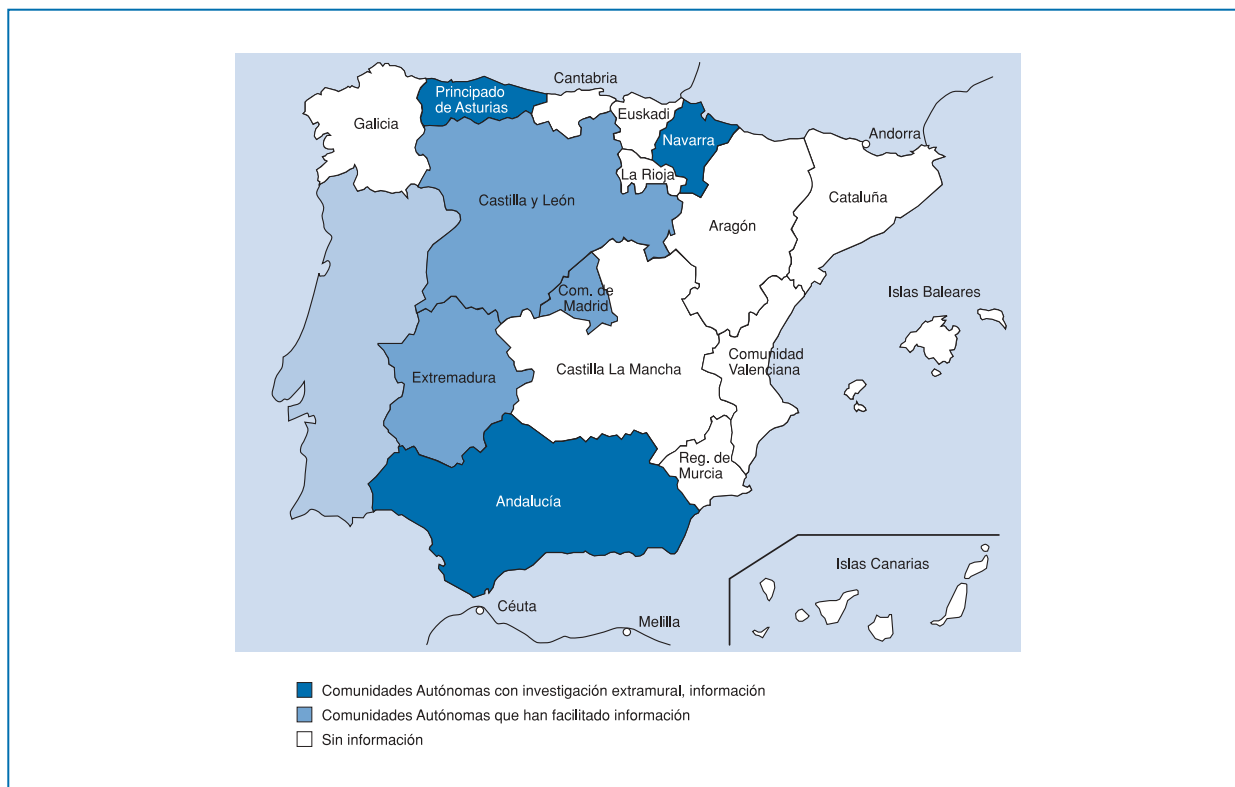 Cantabria
Principado
de Asturias
Galicia
Euskadi
Navarra
Andorra
La Rioja
Castilla y León
Cataluña
Aragón
Com. de
Madrid
Islas Baleares
Comunidad
Valenciana
Castilla La Mancha
Extremadura
Reg. de
Murcia
Andalucía
Islas Canarias
Céuta
Melilla
Comunidades Autónomas con investigación extramural, información
Comunidades Autónomas que han facilitado información
Sin información